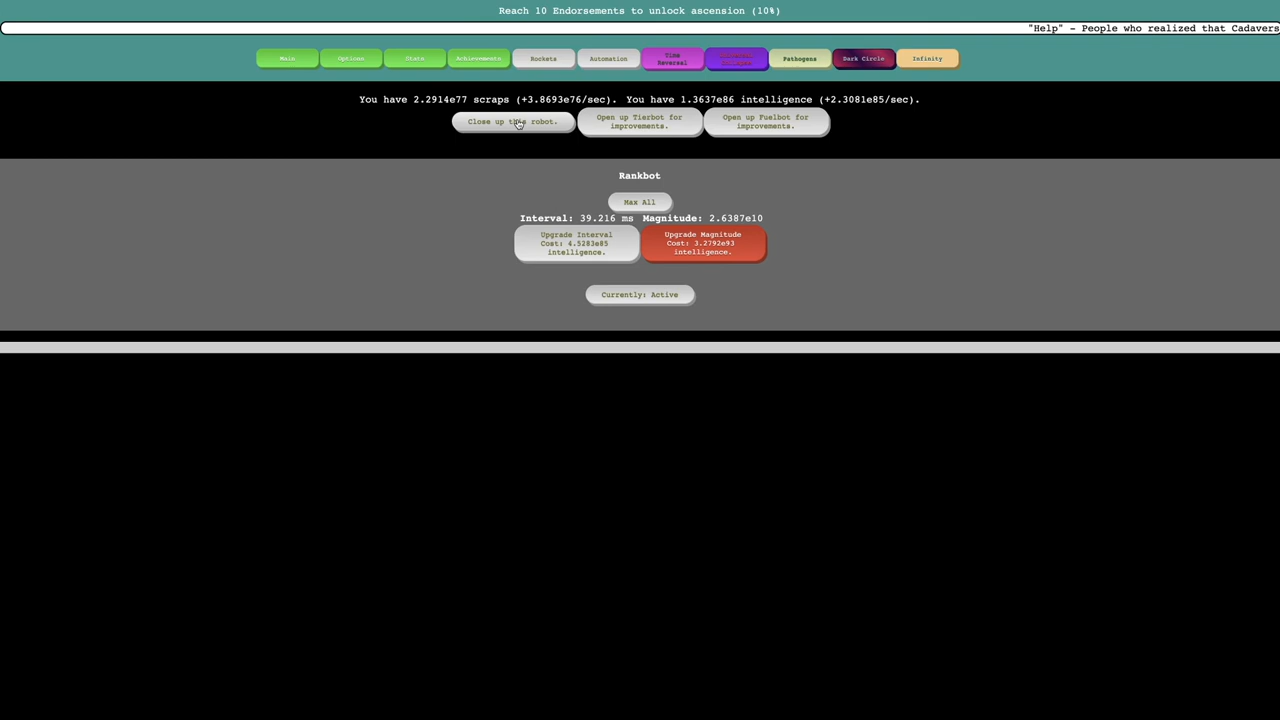 Reach 10 Endorsements to unlock ascension (10%)
"Help" - People who realized that Cadavers
Main Options Stats Achievements Rockets Automation Time Reversal Universal Collapse Pathogens Dark Circle Infinity
You have 2.2914e77 scraps (+3.8693e76/sec). You have 1.3637e86 intelligence (+2.3081e85/sec).
Close up this robot.
Open up Tierbot for improvements.
Open up Fuelbot for improvements.
Rankbot
Max All
Interval: 39.216 ms Magnitude: 2.6387e10
Upgrade Interval
Cost: 4.5283e85
intelligence.
Upgrade Magnitude
Cost: 3.2792e93
intelligence.
Currently: Active